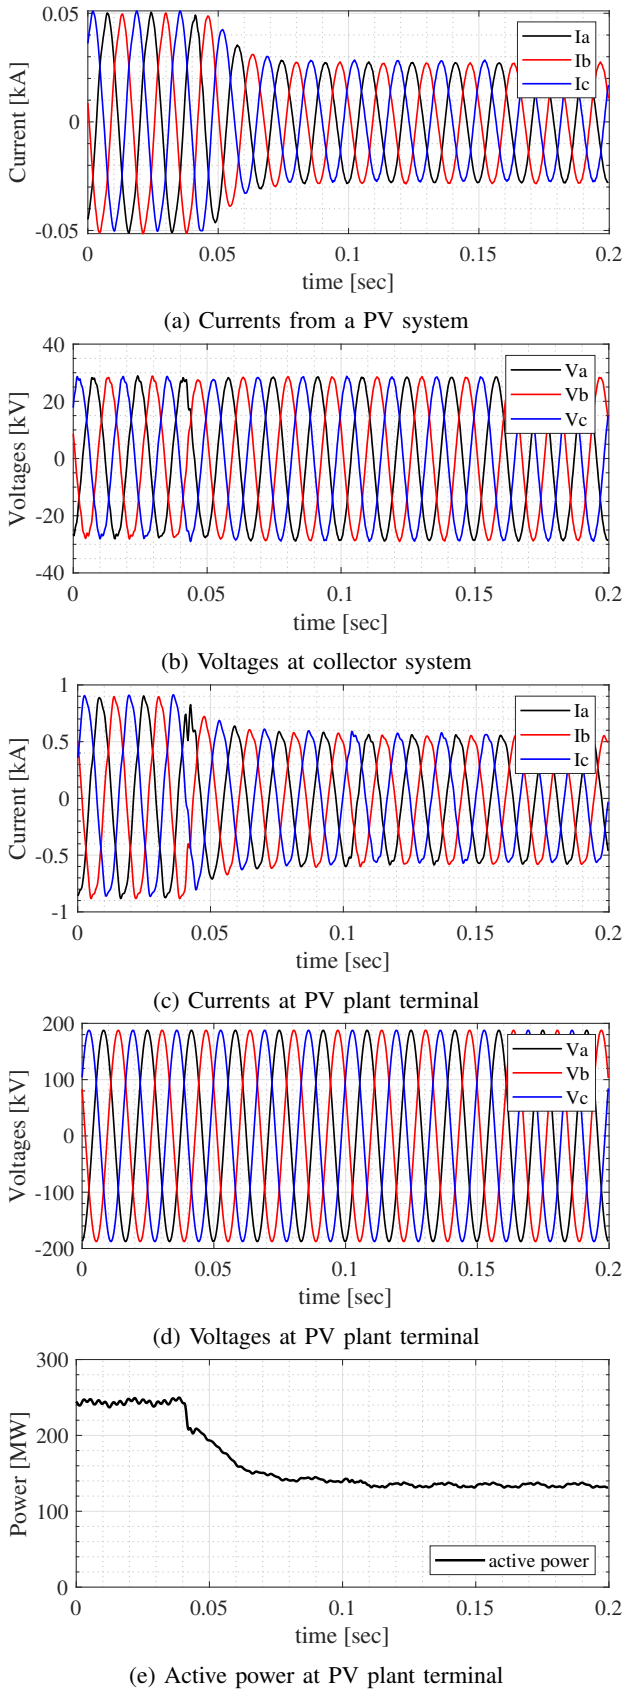 0.05
0
-0.05
Current [kA]
Ia
Ib
Ic
0 0.05 0.1 0.15 0.2
time [sec]
(a) Currents from a PV system
40
20
0
-20
-40
Voltages [kV]
Va
Vb
Vc
0 0.05 0.1 0.15 0.2
time [sec]
(b) Voltages at collector system
1
0.5
0
-0.5
-1
Current [kA]
Ia
Ib
Ic
0 0.05 0.1 0.15 0.2
time [sec]
(c) Currents at PV plant terminal
200
100
0
-100
-200
Voltages [kV]
Va
Vb
Vc
0 0.05 0.1 0.15 0.2
time [sec]
(d) Voltages at PV plant terminal
300
200
100
0
Power [MW]
active power
0 0.05 0.1 0.15 0.2
time [sec]
(e) Active power at PV plant terminal